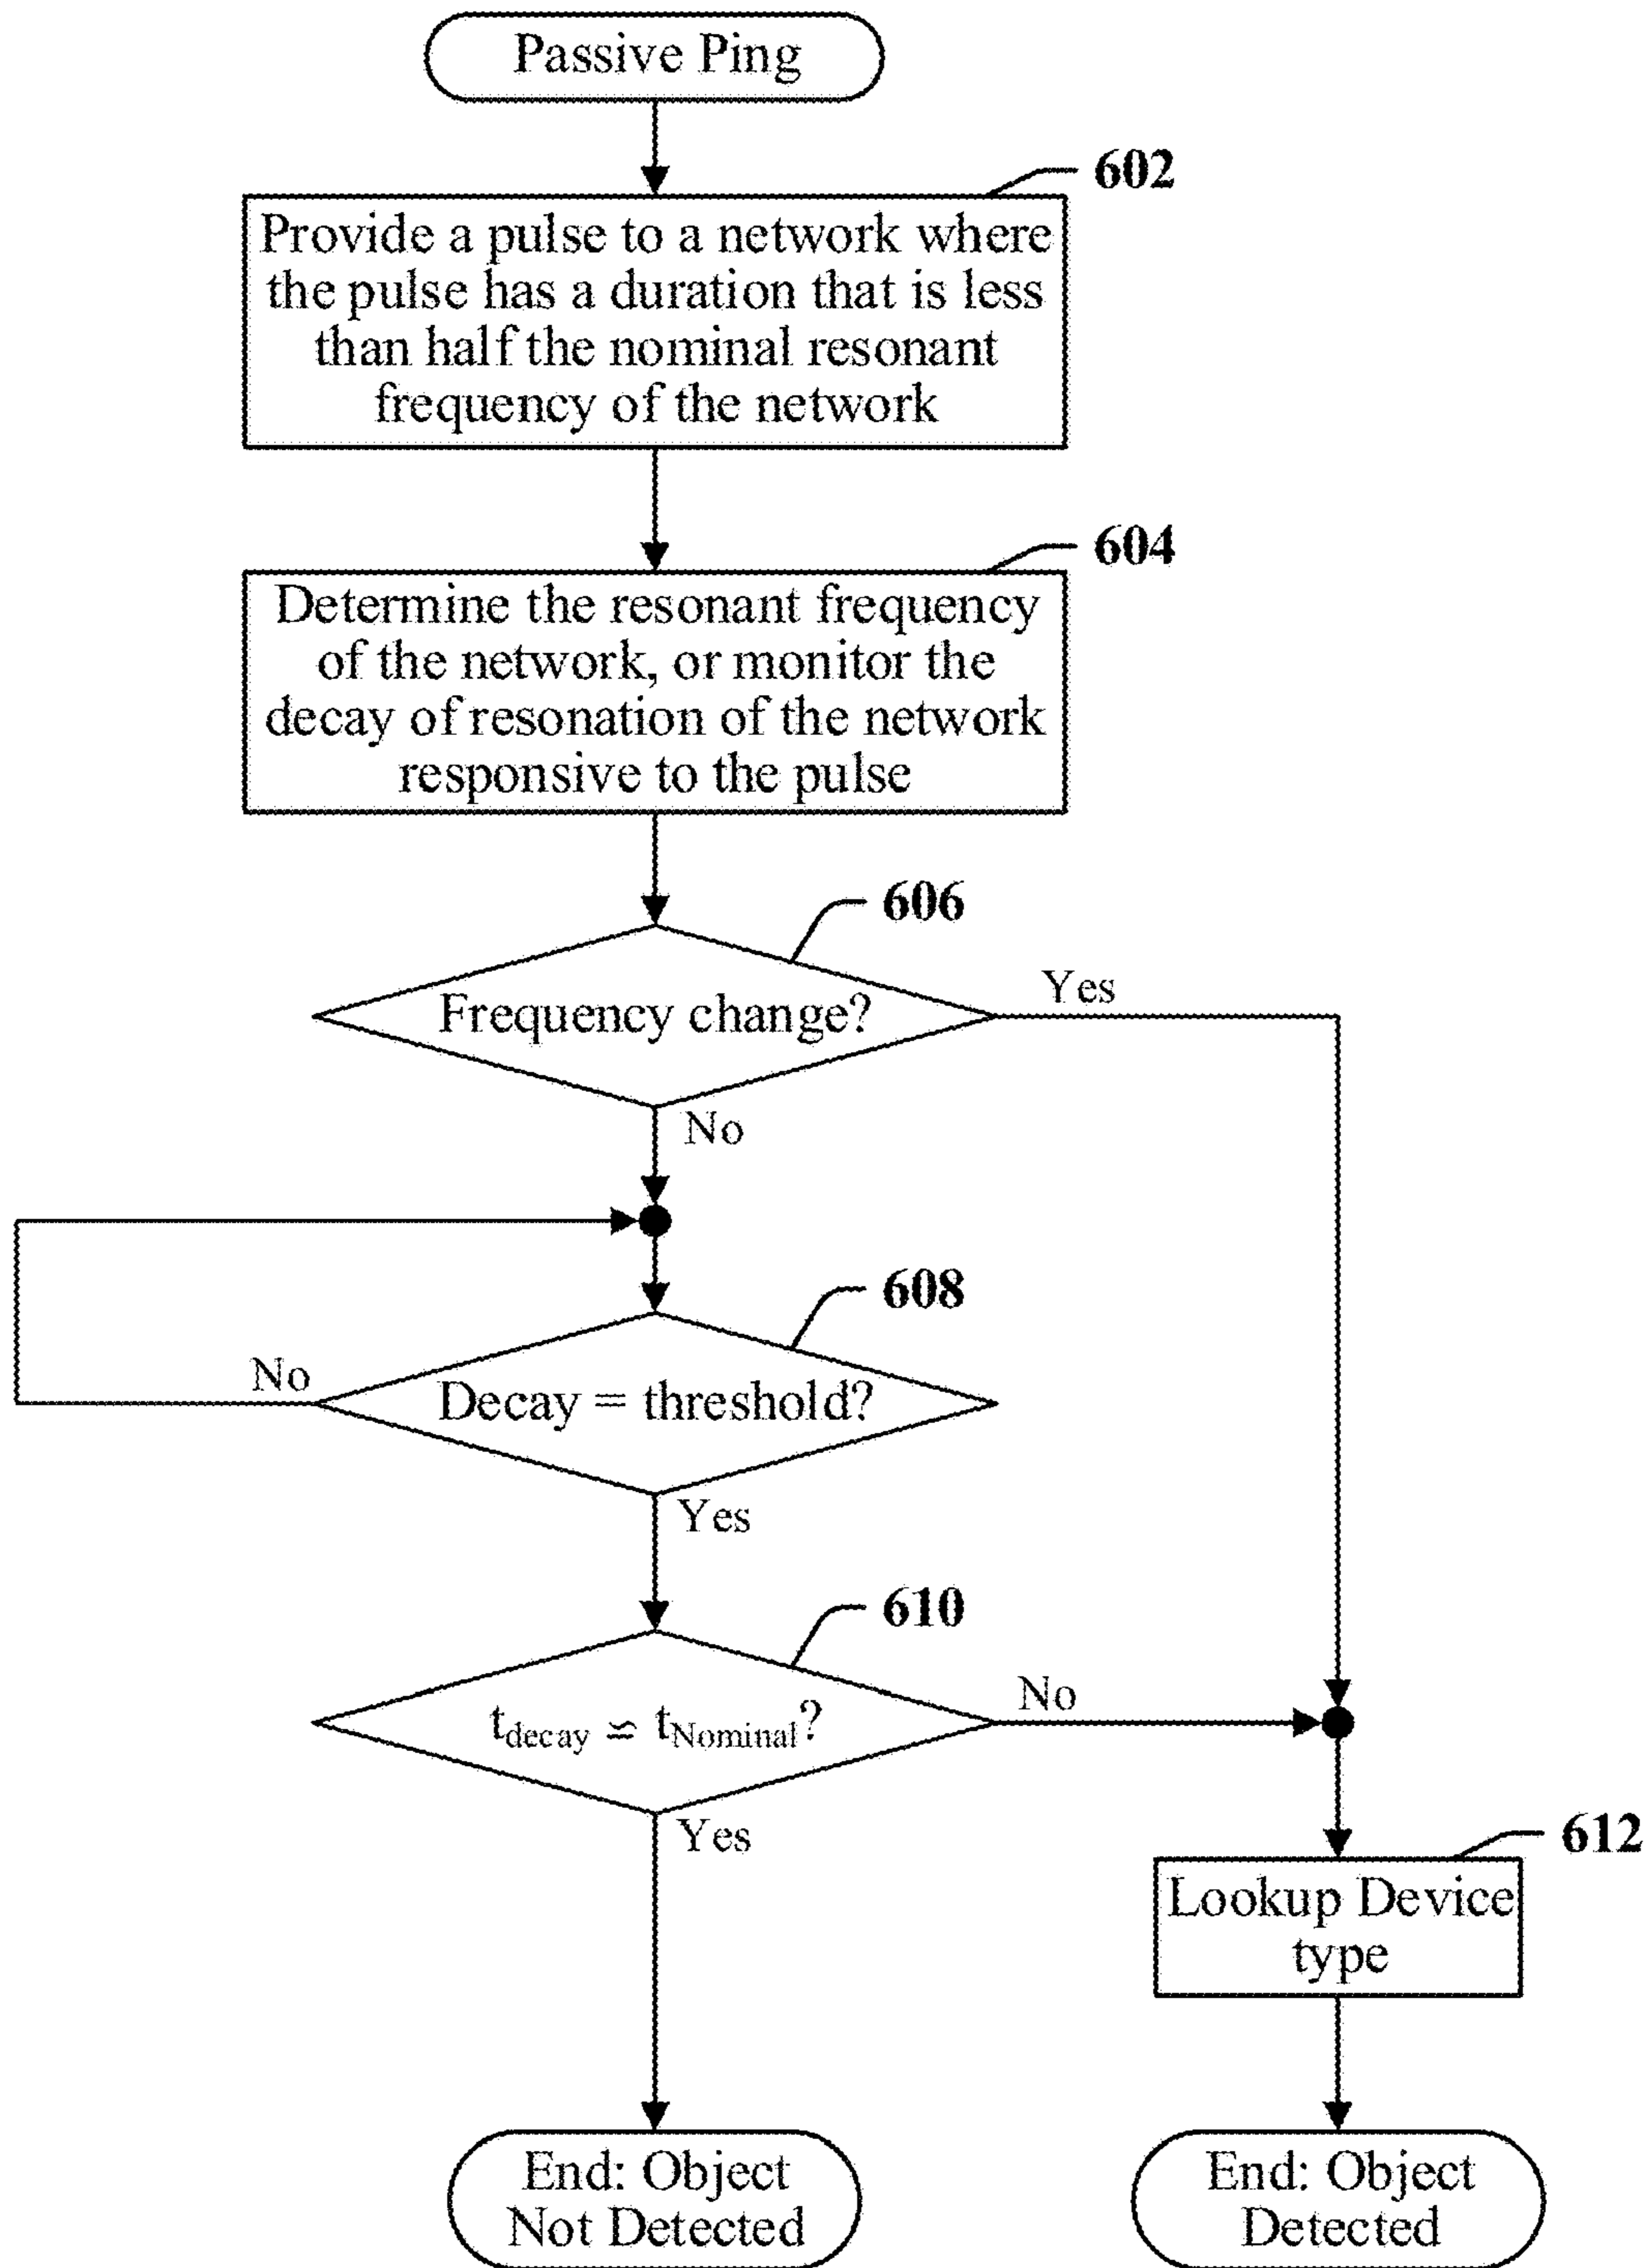 Passive Ping
602
Provide a pulse to a network where
the pulse has a duration that is less
than half the nominal resonant
frequency of the network
604
Determine the resonant frequency
of the network, or monitor the
decay of resonation of the network
responsive to the pulse
606
Frequency change?
Yes
No
608
Decay = threshold?
No
Yes
610
tdecay ≌ tNominal?
No
Yes
612
Lookup Device
type
End: Object
Not Detected
End: Object
Detected